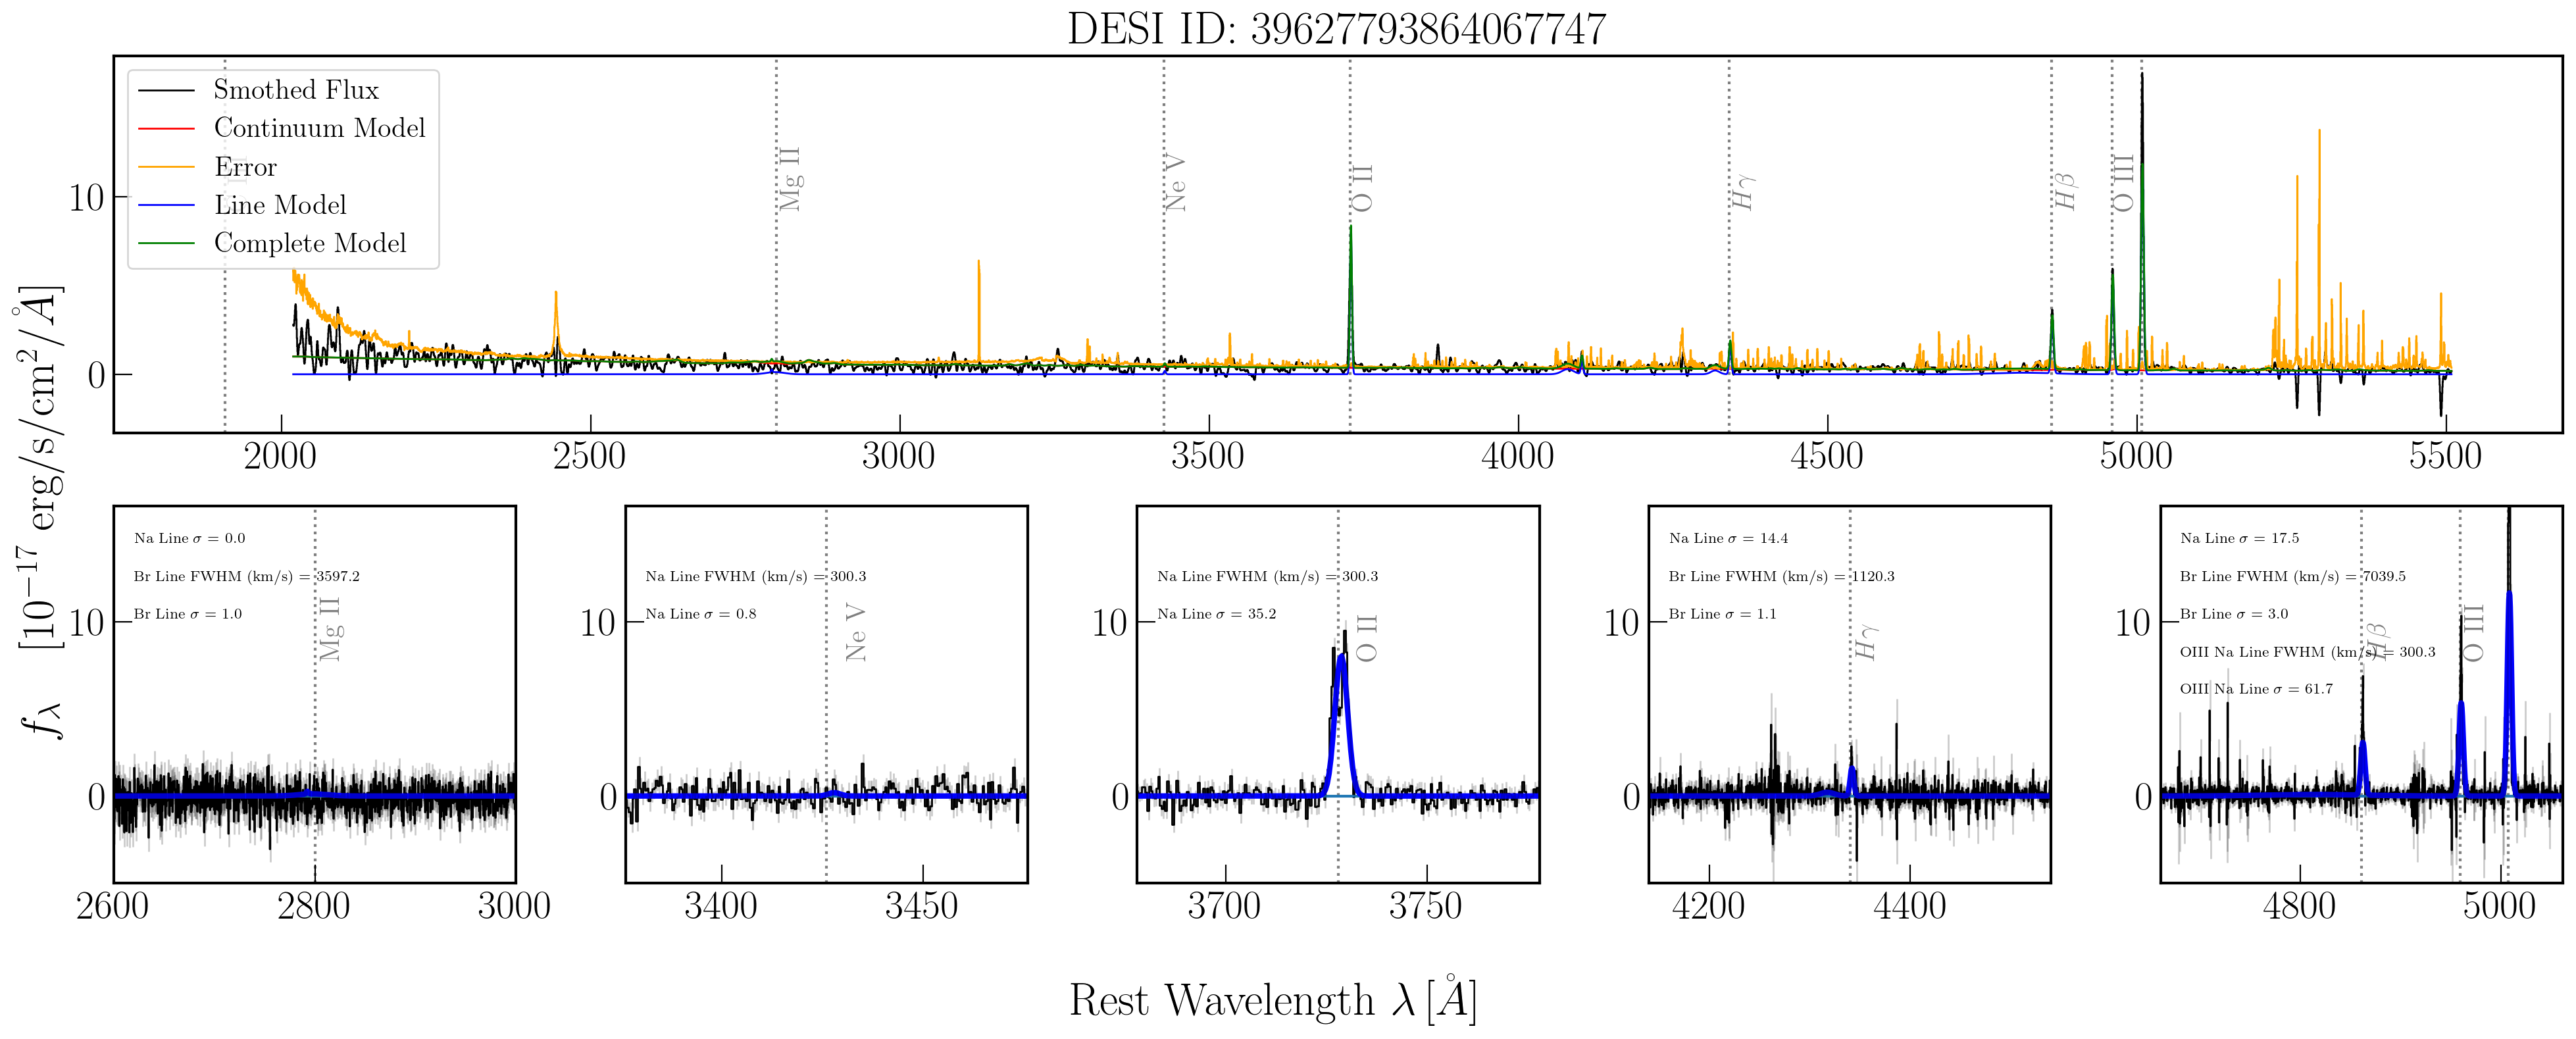 DESI ID: 39627793864067747
Smothed Flux
Continuum Model
Error
Line Model
Complete Model
Mg II
Ne V
O II
Hγ
Hβ
O III
10
0
2000 2500 3000 3500 4000 4500 5000 5500
f_λ [10^{-17} erg/s/cm^2/Å]
Na Line σ = 0.0
Br Line FWHM (km/s) = 3597.2
Br Line σ = 1.0
Mg II
10
0
2600 2800 3000
Na Line FWHM (km/s) = 300.3
Na Line σ = 0.8
Ne V
10
0
3400 3450
Na Line FWHM (km/s) = 300.3
Na Line σ = 35.2
O II
10
0
3700 3750
Na Line σ = 14.4
Br Line FWHM (km/s) = 1120.3
Br Line σ = 1.1
Hγ
10
0
4200 4400
Na Line σ = 17.5
Br Line FWHM (km/s) = 7039.5
Br Line σ = 3.0
OIII Na Line FWHM (km/s) = 300.3
OIII Na Line σ = 61.7
Hβ
O III
10
0
4800 5000
Rest Wavelength λ [Å]